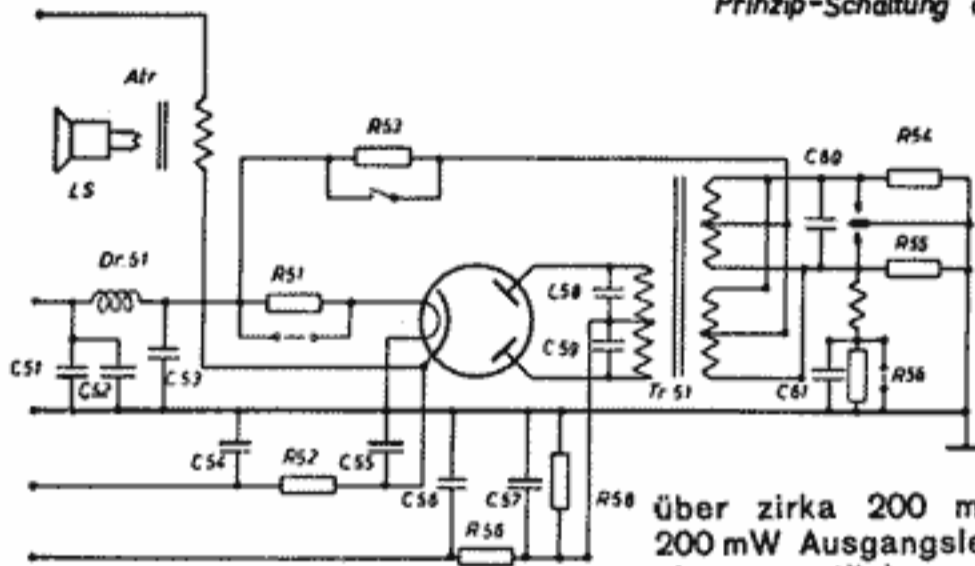 Prinzip-Schaltung
Atr
LS
R53
R54
C60
Dr.51
R51
R55
C58
C59
C51
C52
C53
Tr 51
C61
R56
C54
R52
C55
C56
C57
R58
R56
über zirka 200 m
200 mW Ausgangsle